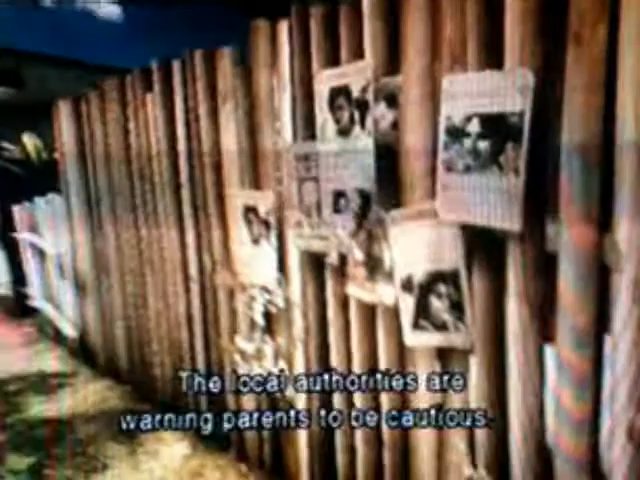 The local authorities are
warning parents to be cautious.